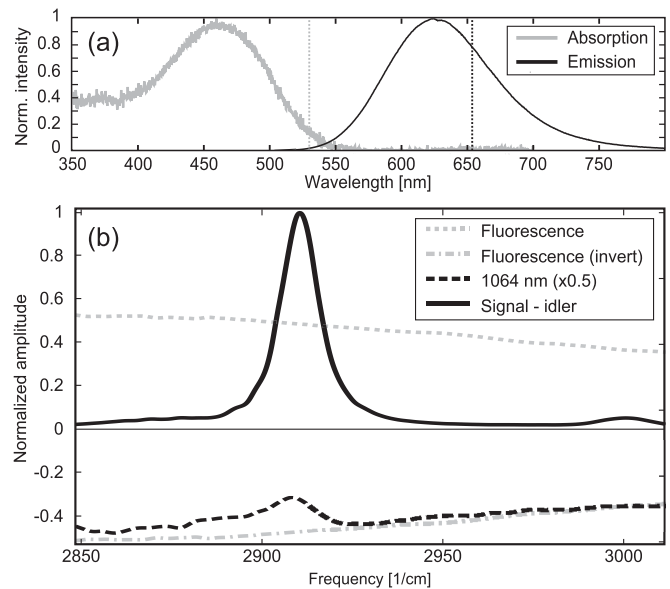 (a)
Norm. intensity
1
0.8
0.6
0.4
0.2
0
Absorption
Emission
350 400 450 500 550 600 650 700 750
Wavelength [nm]
(b)
Normalized amplitude
1
0.8
0.6
0.4
0.2
0
-0.2
-0.4
Fluorescence
Fluorescence (invert)
1064 nm (x0.5)
Signal - idler
2850 2900 2950 3000
Frequency [1/cm]